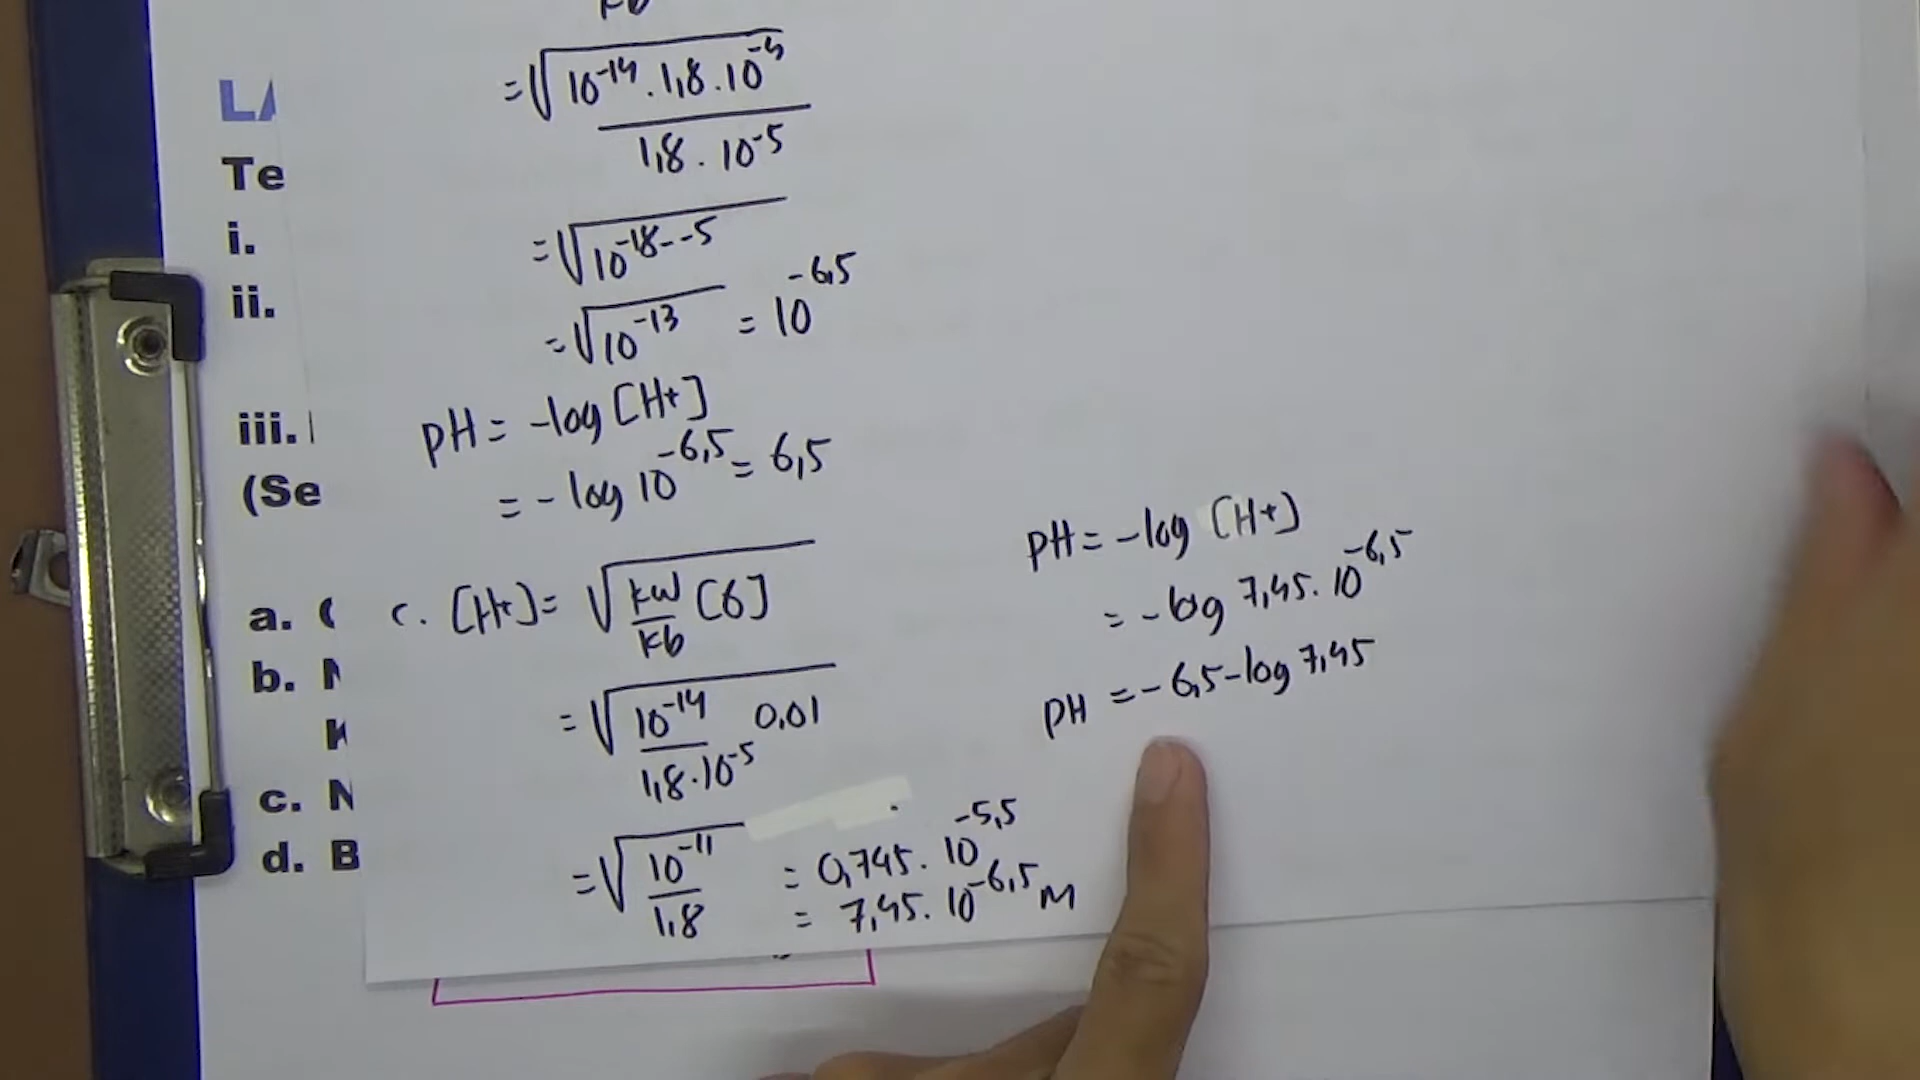 kb
= √ 10^-14 . 1,8 . 10^-5
1,8 . 10^-5
= √ 10^-18--5
= √ 10^-13 = 10^-6,5
pH = -log [H+]
= - log 10^-6,5 = 6,5
c. [H+] = √ kw/kb [G]
= √ 10^-14/1,8.10^-5 0,01
= √ 10^-11/1,8 = 0,745 . 10^-5,5
= 7,45 . 10^-6,5 M
pH = -log [H+]
= -log 7,45 . 10^-6,5
pH = - 6,5 - log 7,45
LA
Te
i.
ii.
iii.
(Se
a.
b. N
K
c. N
d. B